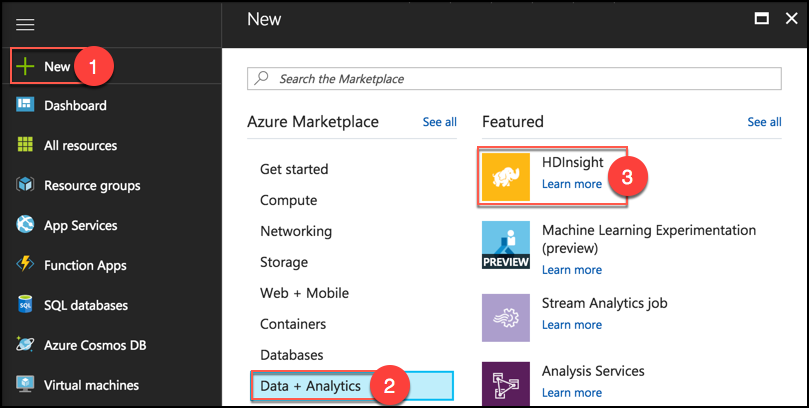 New
New
1
Dashboard
All resources
Resource groups
App Services
Function Apps
SQL databases
Azure Cosmos DB
Virtual machines
Search the Marketplace
Azure Marketplace
See all
Get started
Compute
Networking
Storage
Web + Mobile
Containers
Databases
Data + Analytics
2
Featured
See all
HDInsight
Learn more
3
Machine Learning Experimentation
(preview)
Learn more
PREVIEW
Stream Analytics job
Learn more
Analysis Services
Learn more
SQL